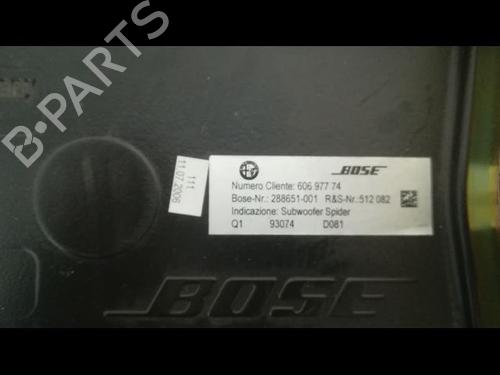 B-PARTS
111
11.07.2006
BOSE
Numero Cliente: 606 977 74
Bose-Nr.: 288651-001 R&S-Nr.:512 082
Indicazione: Subwoofer Spider
Q1 93074 D081
BOSE